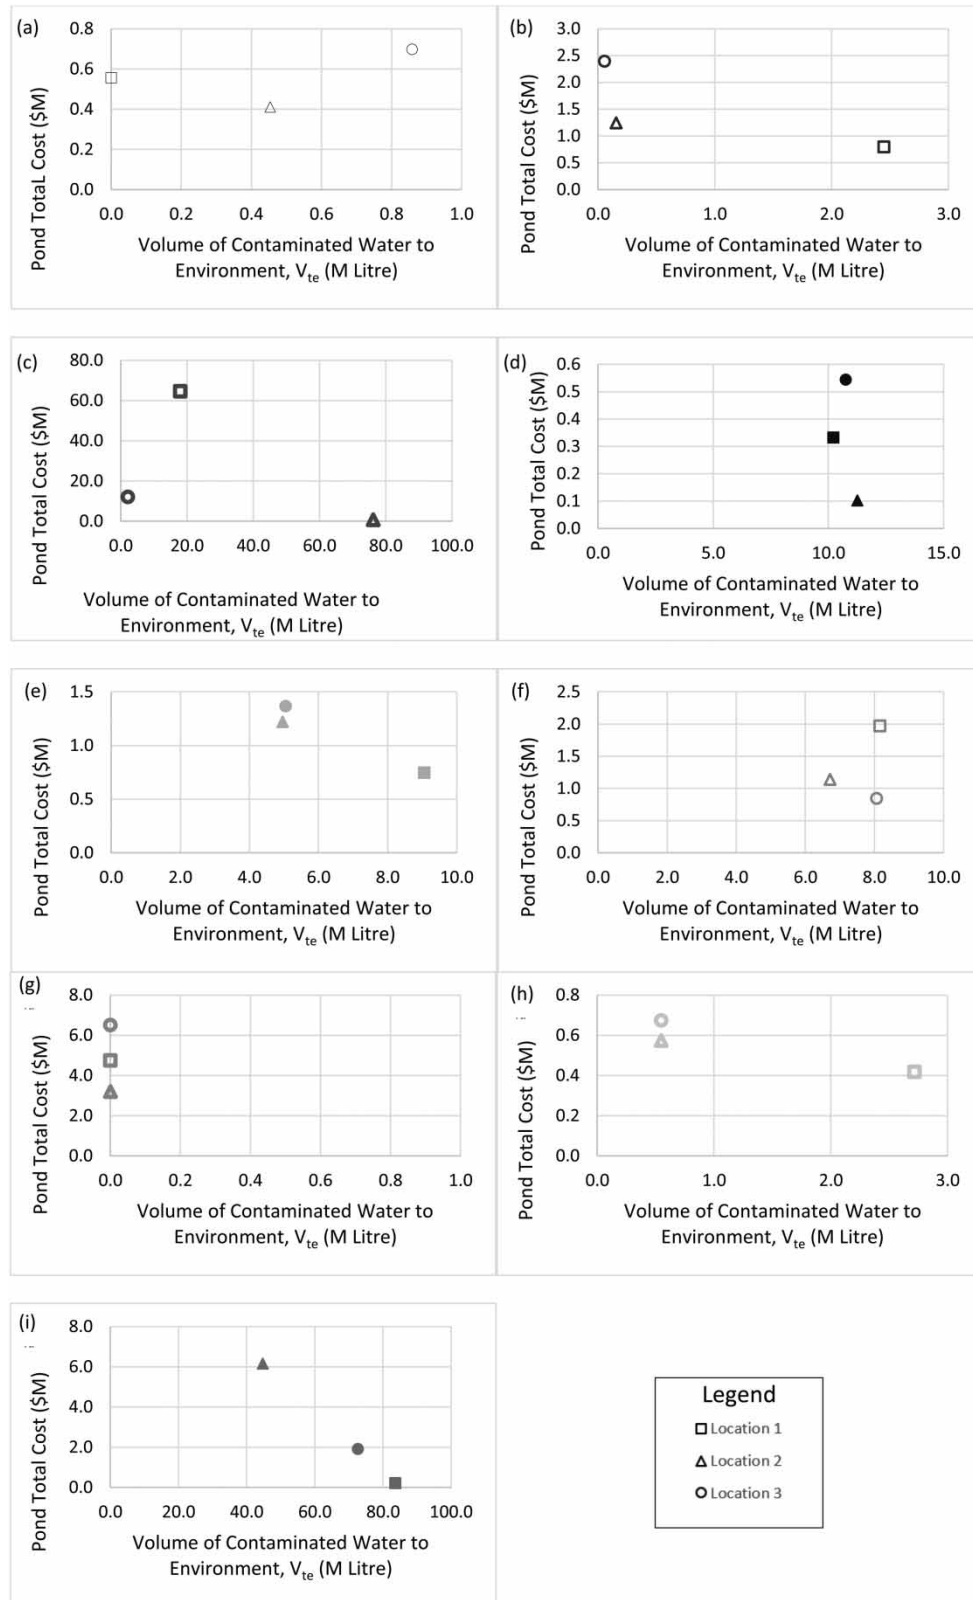 (a)
Pond TotaL Cost ($M)
0.8
0.6
0.4
0.2
0.0
0.0 0.2 0.4 0.6 0.8 1.0
Volume of Contaminated Water to
Environment, Vte (M Litre)
(b)
Pond Total Cost ($M)
3.0
2.5
2.0
1.5
1.0
0.5
0.0
0.0 1.0 2.0 3.0
Volume of Contaminated Water to
Environment, Vte (M Litre)
(c)
Pond Total Cost ($M)
80.0
60.0
40.0
20.0
0.0
0.0 20.0 40.0 60.0 80.0 100.0
Volume of Contaminated Water to
Environment, Vte (M Litre)
(d)
Pond Total Cost ($M)
0.6
0.5
0.4
0.3
0.2
0.1
0.0
0.0 5.0 10.0 15.0
Volume of Contaminated Water to
Environment, Vte (M Litre)
(e)
Pond Total Cost ($M)
1.5
1.0
0.5
0.0 2.0 4.0 6.0 8.0 10.0
Volume of Contaminated Water to
Environment, Vte (M Litre)
(f)
Pond Total Cost ($M)
2.5
2.0
1.5
1.0
0.5
0.0
0.0 2.0 4.0 6.0 8.0 10.0
Volume of Contaminated Water to
Environment, Vte (M Litre)
(g)
Pond Total Cost ($M)
8.0
6.0
4.0
2.0
0.0
0.0 0.2 0.4 0.6 0.8 1.0
Volume of Contaminated Water to
Environment, Vte (M Litre)
(h)
Pond Total Cost ($M)
0.8
0.6
0.4
0.2
0.0
0.0 1.0 2.0 3.0
Volume of Contaminated Water to
Environment, Vte (M Litre)
(i)
Pond Total Cost ($M)
8.0
6.0
4.0
2.0
0.0
0.0 20.0 40.0 60.0 80.0 100.0
Volume of Contaminated Water to
Environment, Vte (M Litre)
Legend
Location 1
Location 2
Location 3